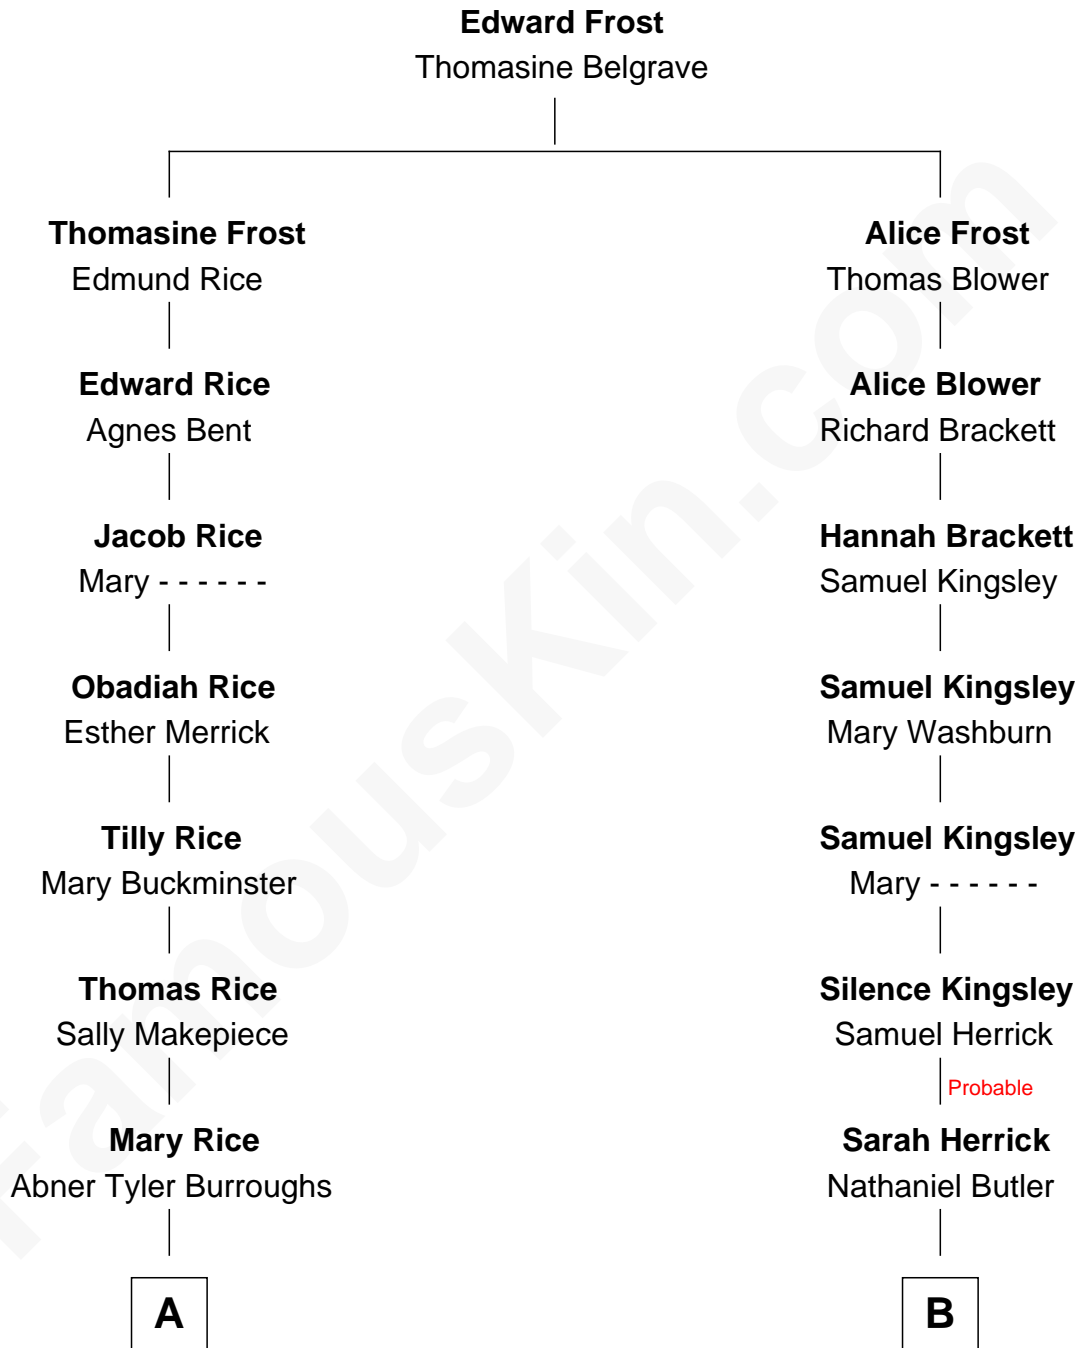 Edward Frost
Thomasine Belgrave
Thomasine Frost
Edmund Rice
Edward Rice
Agnes Bent
Jacob Rice
Mary - - - - - -
Obadiah Rice
Esther Merrick
Tilly Rice
Mary Buckminster
Thomas Rice
Sally Makepiece
Mary Rice
Abner Tyler Burroughs
A
Alice Frost
Thomas Blower
Alice Blower
Richard Brackett
Hannah Brackett
Samuel Kingsley
Samuel Kingsley
Mary Washburn
Samuel Kingsley
Mary - - - - - -
Silence Kingsley
Samuel Herrick
Probable
Sarah Herrick
Nathaniel Butler
B
FamousKin.com